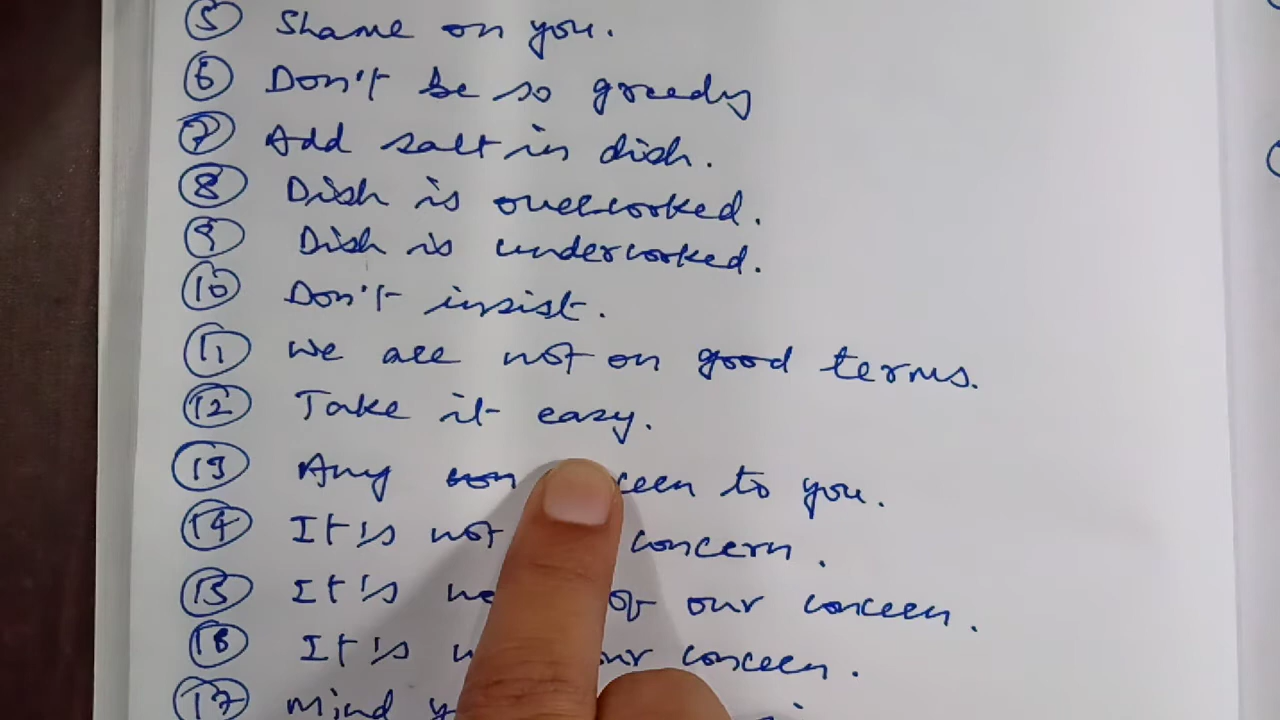 5 Shame on you.
6 Don't be so greedy
7 Add salt in dish.
8 Dish is overcooked.
9 Dish is undercooked.
10 Don't insist.
11 We are not on good terms.
12 Take it easy.
13 Any to you.
14 It's not concern.
15 It's of our concern.
16 It's concern.
17 Mind